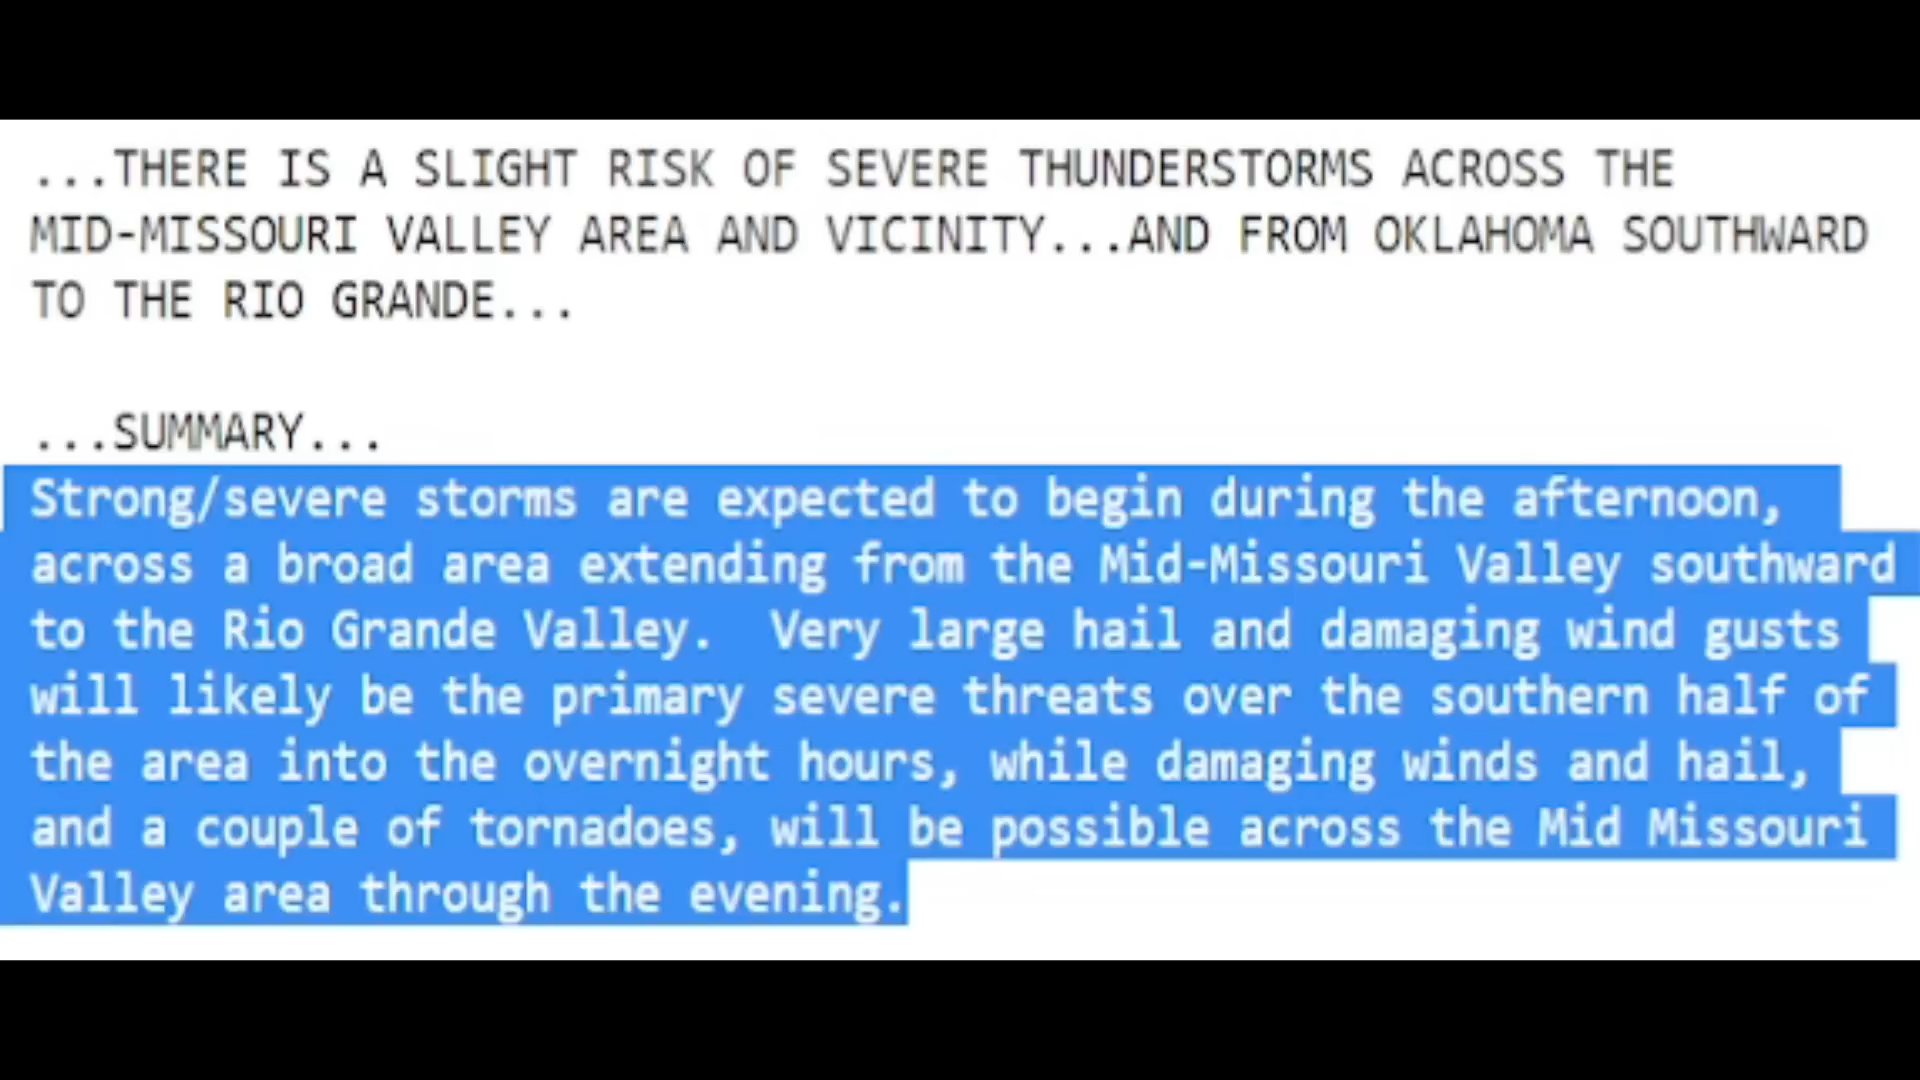 ...THERE IS A SLIGHT RISK OF SEVERE THUNDERSTORMS ACROSS THE
MID-MISSOURI VALLEY AREA AND VICINITY...AND FROM OKLAHOMA SOUTHWARD
TO THE RIO GRANDE...
...SUMMARY...
Strong/severe storms are expected to begin during the afternoon,
across a broad area extending from the Mid-Missouri Valley southward
to the Rio Grande Valley.  Very large hail and damaging wind gusts
will likely be the primary severe threats over the southern half of
the area into the overnight hours, while damaging winds and hail,
and a couple of tornadoes, will be possible across the Mid Missouri
Valley area through the evening.